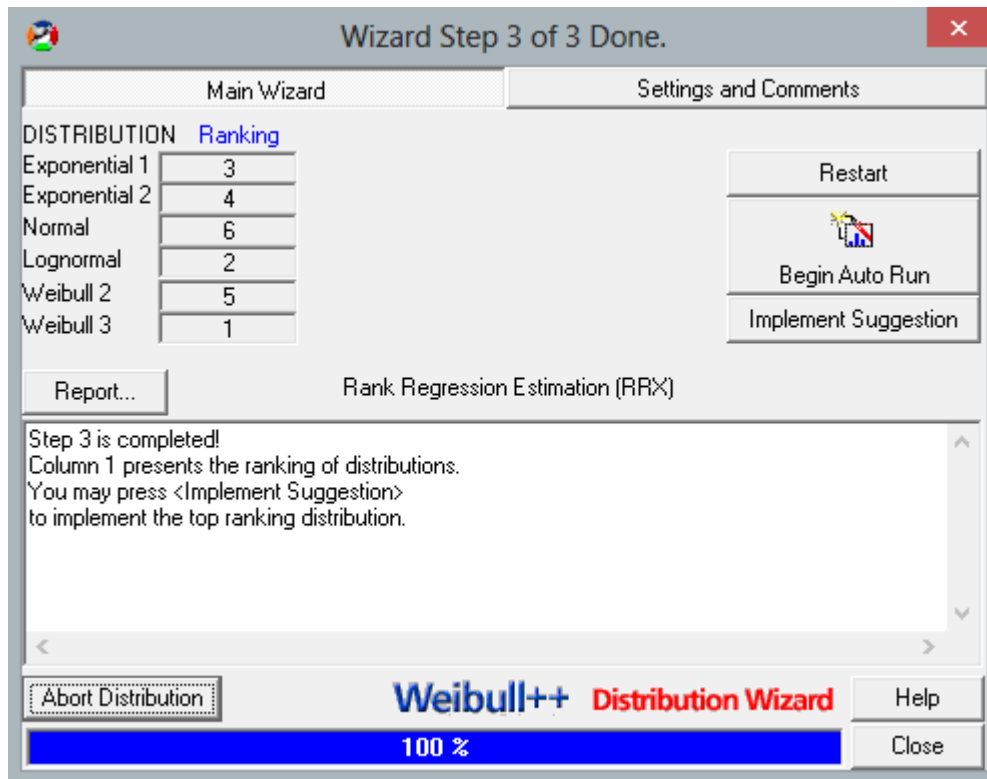 Wizard Step 3 of 3 Done.
Main Wizard
Settings and Comments
DISTRIBUTION Ranking
Exponential 1 3
Exponential 2 4
Normal 6
Lognormal 2
Weibull 2 5
Weibull 3 1
Restart
Begin Auto Run
Implement Suggestion
Report...
Rank Regression Estimation (RRX)
Step 3 is completed!
Column 1 presents the ranking of distributions.
You may press <Implement Suggestion>
to implement the top ranking distribution.
Abort Distribution
Weibull++ Distribution Wizard
Help
100 %
Close